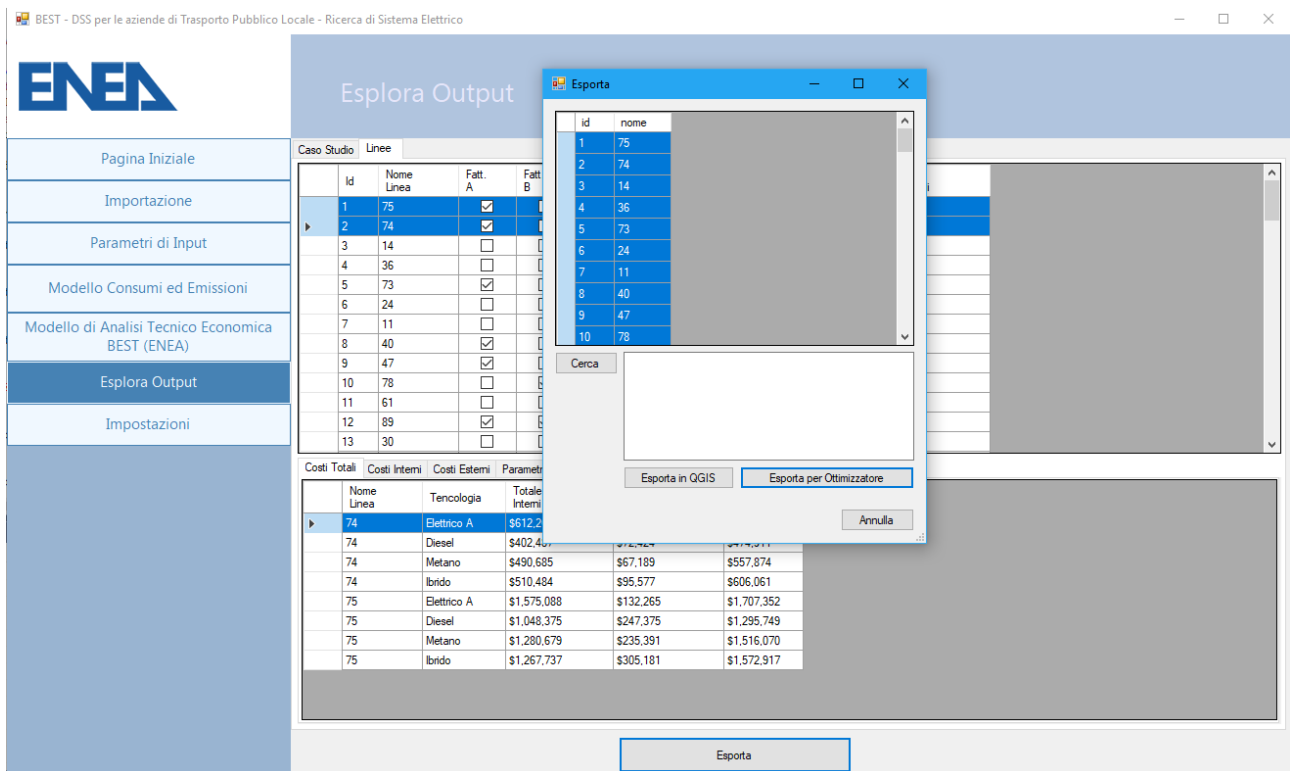 BEST - DSS per le aziende di Trasporto Pubblico Locale - Ricerca di Sistema Elettrico
ENEA
Esplora Output
Pagina Iniziale
Importazione
Parametri di Input
Modello Consumi ed Emissioni
Modello di Analisi Tecnico Economica
BEST (ENEA)
Esplora Output
Impostazioni
Caso Studio Linee
Id Nome Linea Fatt. A Fatt B
1 75
2 74
3 14
4 36
5 73
6 24
7 11
8 40
9 47
10 78
11 61
12 89
13 30
Esporta
id nome
1 75
2 74
3 14
4 36
5 73
6 24
7 11
8 40
9 47
10 78
Cerca
Esporta in QGIS Esporta per Ottimizzatore
Annulla
Costi Totali Costi Interni Costi Esterni
Nome Linea Tencologia Totale Interni
74 Elettrico A
74 Diesel
74 Metano $490,685 $67,189 $557,874
74 Ibrido $510,484 $95,577 $606,061
75 Elettrico A $1,575,088 $132,265 $1,707,352
75 Diesel $1,048,375 $247,375 $1,295,749
75 Metano $1,280,679 $235,391 $1,516,070
75 Ibrido $1,267,737 $305,181 $1,572,917
Esporta